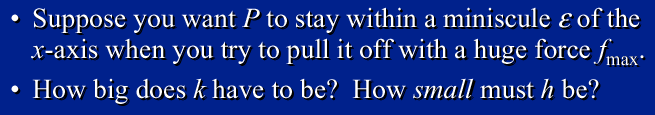 • Suppose you want P to stay within a miniscule ε of the
x-axis when you try to pull it off with a huge force fmax.
• How big does k have to be?  How small must h be?